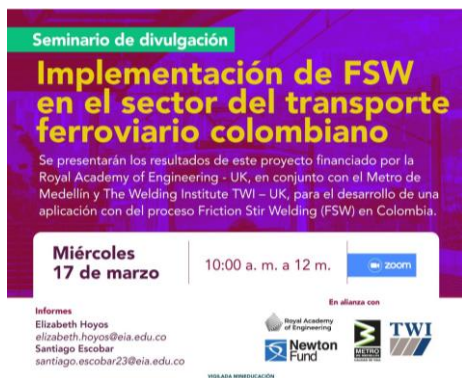 Seminario de divulgación
Implementación de FSW
en el sector del transporte
ferroviario colombiano
Se presentarán los resultados de este proyecto financiado por la
Royal Academy of Engineering - UK, en conjunto con el Metro de
Medellín y The Welding Institute TWI – UK, para el desarrollo de una
aplicación con del proceso Friction Stir Welding (FSW) en Colombia.
Miércoles
17 de marzo
10:00 a. m. a 12 m.
zoom
En alianza con
Informes
Elizabeth Hoyos
elizabeth.hoyos@eia.edu.co
Santiago Escobar
santiago.escobar23@eia.edu.co
Royal Academy
of Engineering
Newton
Fund
METRO
TWI
VIGILADA MINEDUCACIÓN